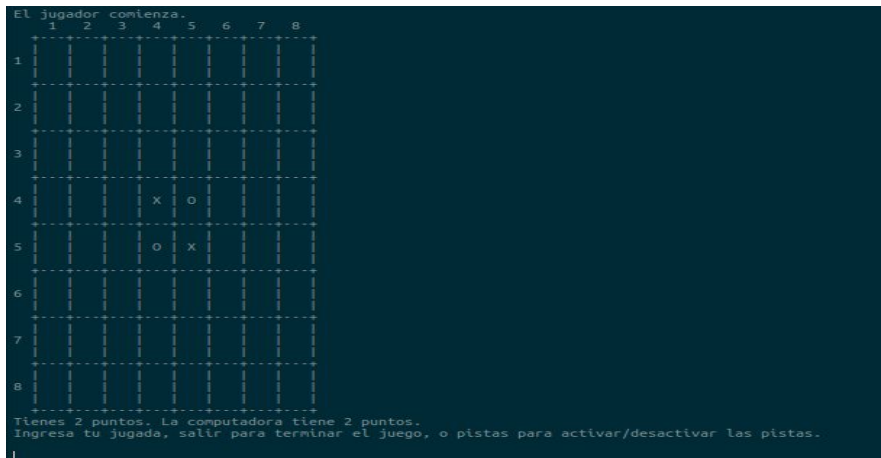 El jugador comienza.
1 2 3 4 5 6 7 8
1
2
3
4 X O
5 O X
6
7
8
Tienes 2 puntos. La computadora tiene 2 puntos.
Ingresa tu jugada, salir para terminar el juego, o pistas para activar/desactivar las pistas.